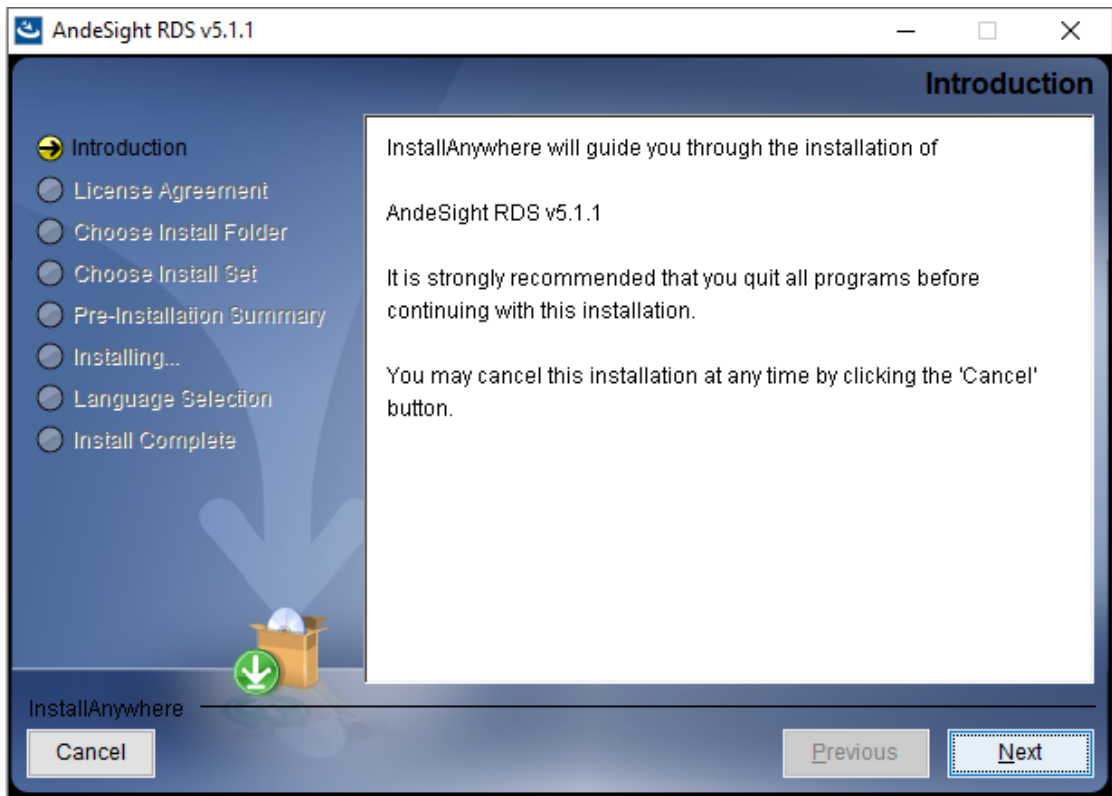 AndeSight RDS v5.1.1
Introduction
Introduction
License Agreement
Choose Install Folder
Choose Install Set
Pre-Installation Summary
Installing...
Language Selection
Install Complete
InstallAnywhere will guide you through the installation of
AndeSight RDS v5.1.1
It is strongly recommended that you quit all programs before
continuing with this installation.
You may cancel this installation at any time by clicking the 'Cancel'
button.
InstallAnywhere
Cancel
Previous
Next